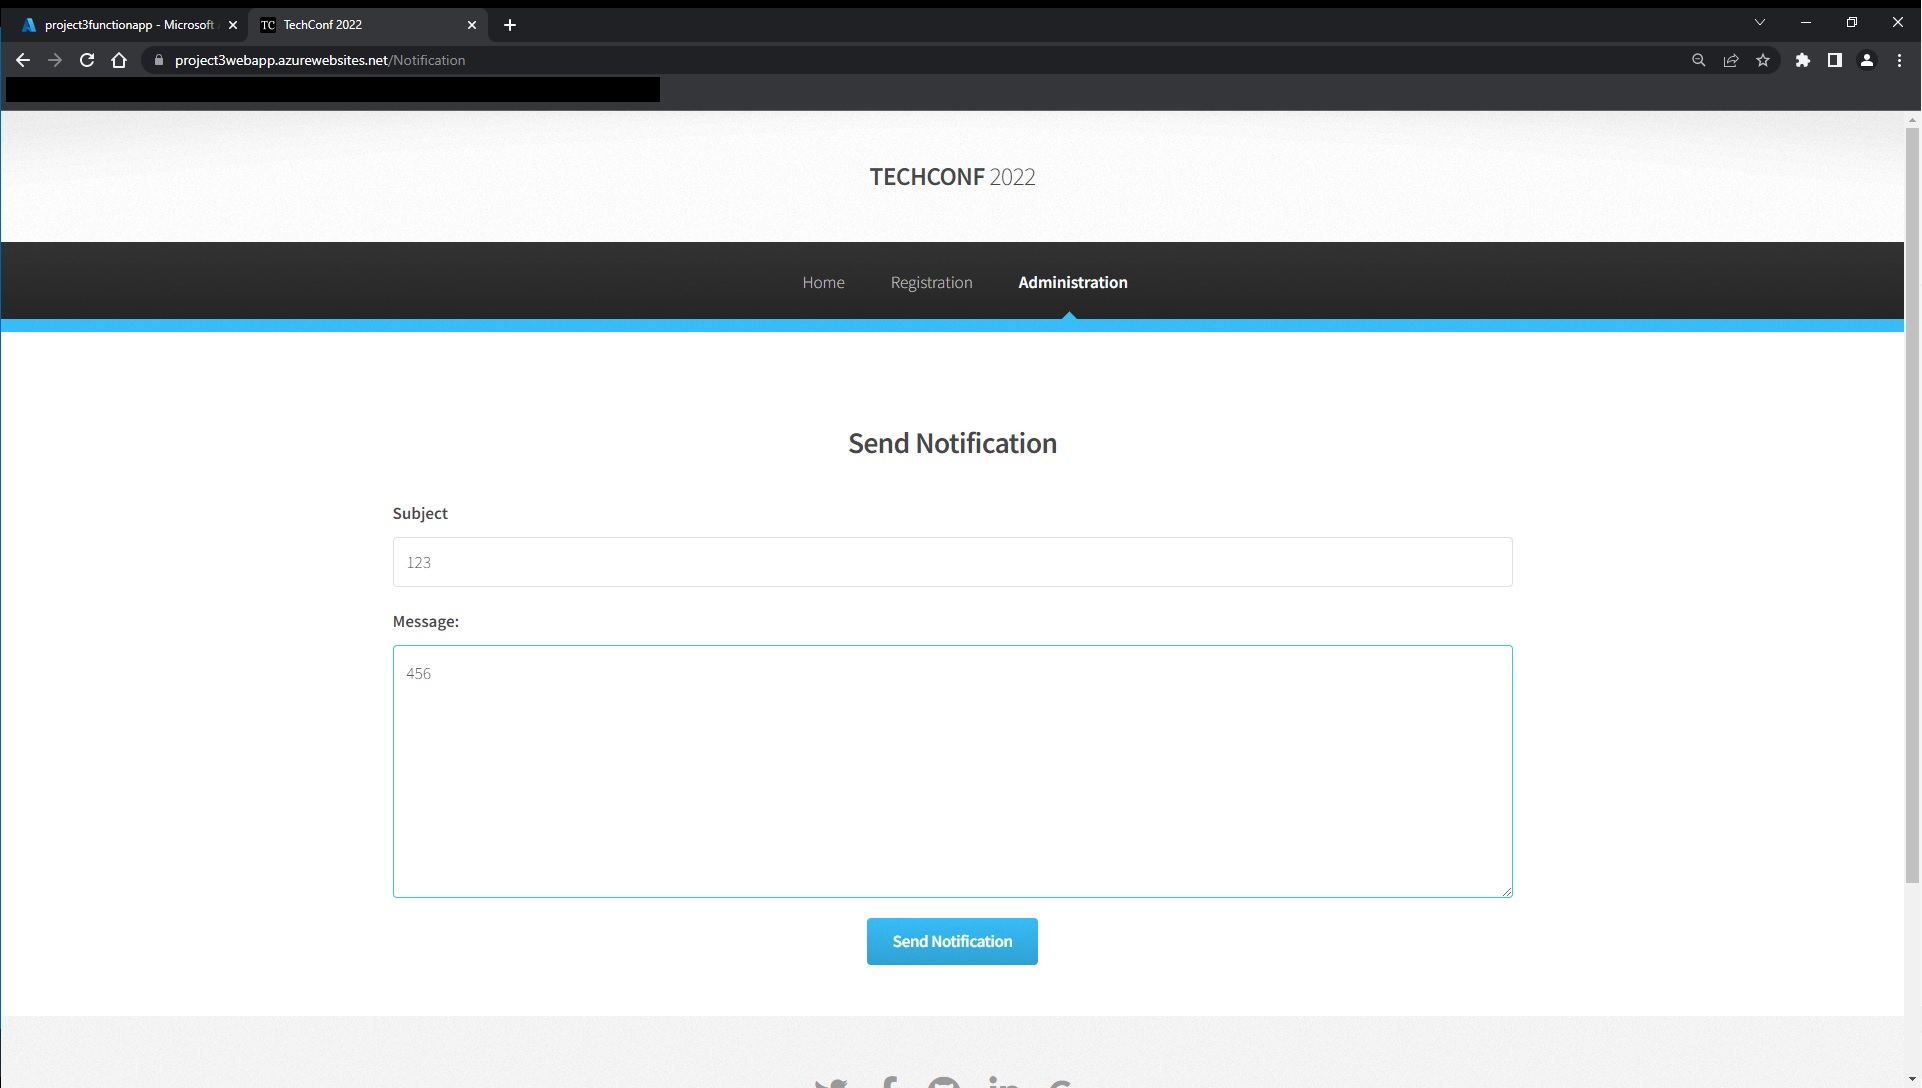 project3functionapp - Microsoft
TC TechConf 2022
project3webapp.azurewebsites.net/Notification
TECHCONF 2022
Home Registration Administration
Send Notification
Subject
123
Message:
456
Send Notification